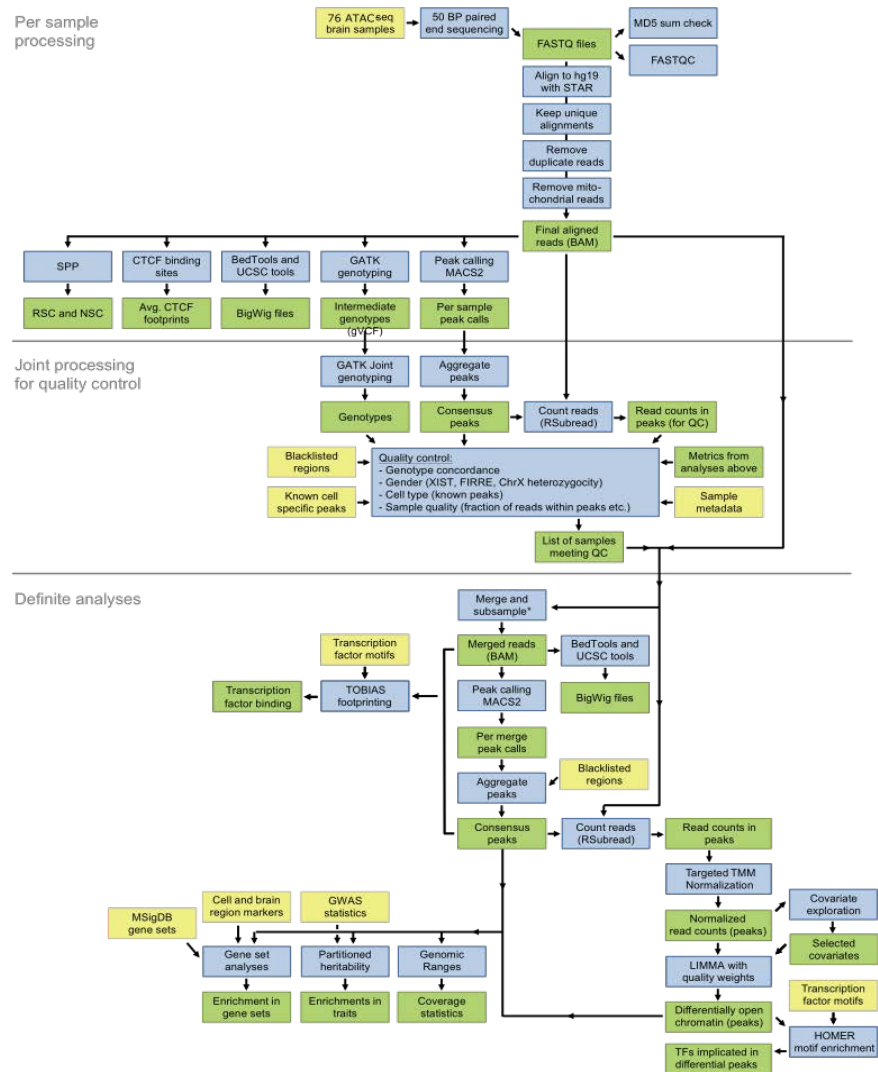 Per sample
processing
76 ATACseq
brain samples
50 BP paired
end sequencing
FASTQ files
MD5 sum check
FASTQC
Align to hg19
with STAR
Keep unique
alignments
Remove
duplicate reads
Remove mito-
chondrial reads
Final aligned
reads (BAM)
SPP
CTCF binding
sites
BedTools and
UCSC tools
GATK
genotyping
Peak calling
MACS2
RSC and NSC
Avg. CTCF
footprints
BigWig files
Intermediate
genotypes
(gVCF)
Per sample
peak calls
Joint processing
for quality control
GATK Joint
genotyping
Aggregate
peaks
Genotypes
Consensus
peaks
Count reads
(RSubread)
Read counts in
peaks (for QC)
Blacklisted
regions
Known cell
specific peaks
Quality control:
- Genotype concordance
- Gender (XIST, FIRRE, ChrX heterozygocity)
- Cell type (known peaks)
- Sample quality (fraction of reads within peaks etc.)
Metrics from
analyses above
Sample
metadata
List of samples
meeting QC
Definite analyses
Merge and
subsample*
Transcription
factor motifs
Merged reads
(BAM)
BedTools and
UCSC tools
Transcription
factor binding
TOBIAS
footprinting
Peak calling
MACS2
BigWig files
Per merge
peak calls
Aggregate
peaks
Blacklisted
regions
Consensus
peaks
Count reads
(RSubread)
Read counts in
peaks
Targeted TMM
Normalization
MSigDB
gene sets
Cell and brain
region markers
GWAS
statistics
Normalized
read counts (peaks)
Covariate
exploration
Selected
covariates
Gene set
analyses
Partitioned
heritability
Genomic
Ranges
LIMMA with
quality weights
Enrichment in
gene sets
Enrichments in
traits
Coverage
statistics
Differentially open
chromatin (peaks)
Transcription
factor motifs
HOMER
motif enrichment
TFs implicated in
differential peaks